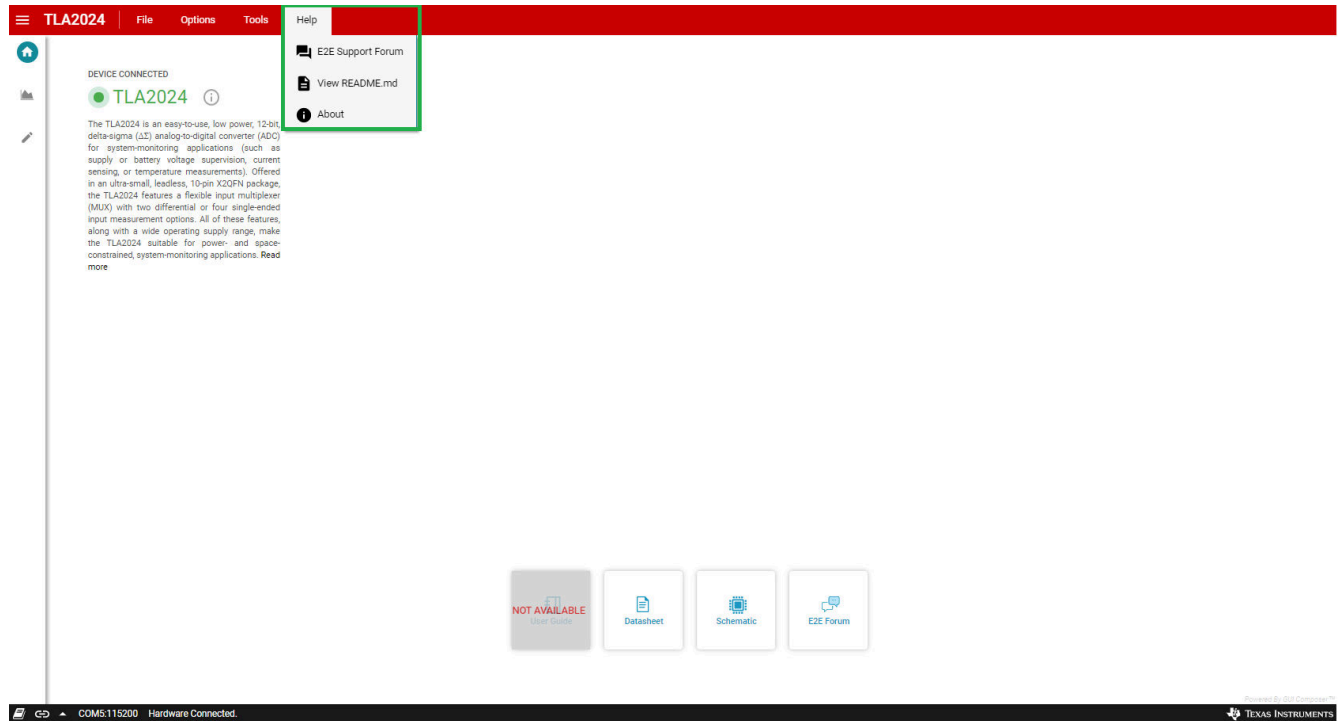 TLA2024 File Options Tools Help
E2E Support Forum
View README.md
About
DEVICE CONNECTED
TLA2024
The TLA2024 is an easy-to-use, low power, 12-bit,
delta-sigma (ΔΣ) analog-to-digital converter (ADC)
for system-monitoring applications (such as
supply or battery voltage supervision, current
sensing, or temperature measurements). Offered
in an ultra-small, leadless, 10-pin X2QFN package,
the TLA2024 features a flexible input multiplexer
(MUX) with two differential or four single-ended
input measurement options. All of these features,
along with a wide operating supply range, make
the TLA2024 suitable for power- and space-
constrained, system-monitoring applications. Read
more
NOT AVAILABLE
User Guide
Datasheet
Schematic
E2E Forum
Powered By GUI Composer™
COM5:115200 Hardware Connected.
TEXAS INSTRUMENTS